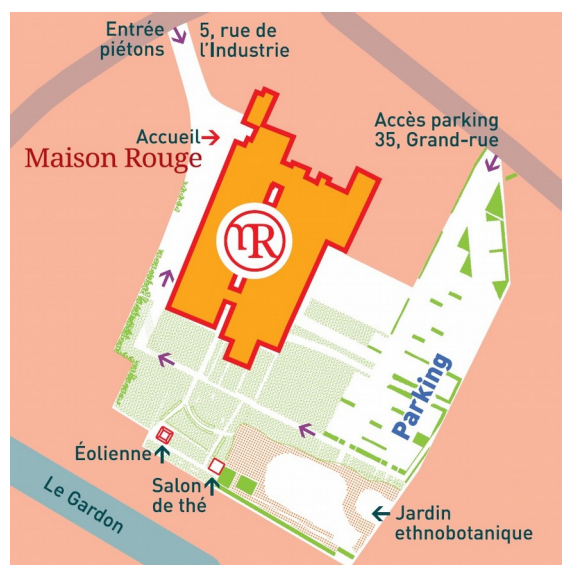 Entrée
piétons
5, rue de
l'Industrie
Accès parking
35, Grand-rue
Accueil
Maison Rouge
mR
Parking
Éolienne
Salon
de thé
Le Gardon
Jardin
ethnobotanique